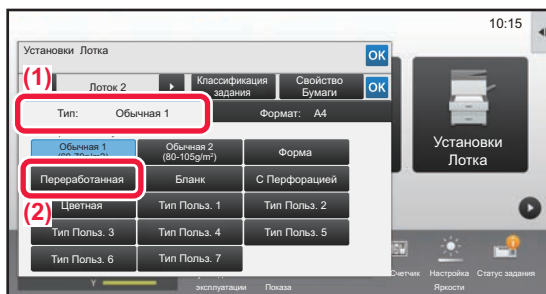 10:15
Установки Лотка
OK
(1)
Лоток 2
Классификация задания
Свойство Бумаги
OK
Тип: Обычная 1
Формат: A4
Обычная 1
Обычная 2
(80-105g/m²)
Форма
Переработанная
Бланк
С Перфорацией
(2)
Цветная
Тип Польз. 1
Тип Польз. 2
Тип Польз. 3
Тип Польз. 4
Тип Польз. 5
Тип Польз. 6
Тип Польз. 7
Установки
Лотка
Y
эксплуатации
Показа
Счетчик
Настройка
Яркости
Статус задания